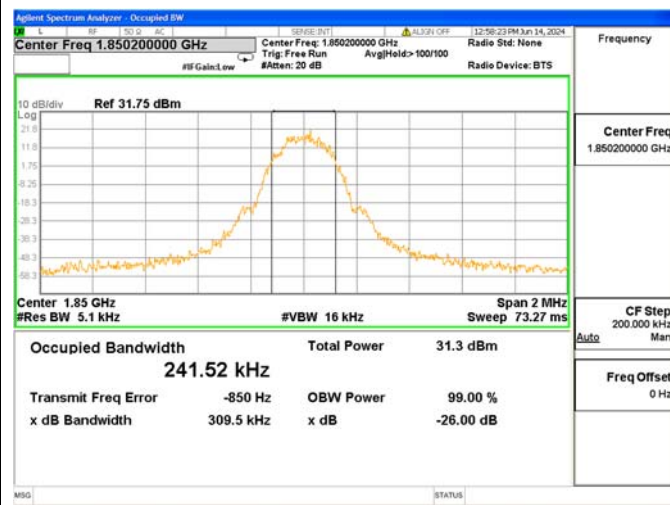 Agilent Spectrum Analyzer - Occupied BW
L RF 50 Ω AC SENSE:INT ALIGN OFF 12:58:23 PM Jun 14, 2024
Center Freq 1.850200000 GHz Center Freq: 1.850200000 GHz Radio Std: None
Trig: Free Run Avg|Hold:>100/100
#IFGain:Low #Atten: 20 dB Radio Device: BTS
10 dB/div Ref 31.75 dBm
Log
21.8
11.8
1.75
-8.25
-18.3
-28.3
-38.3
-48.3
-58.3
Center 1.85 GHz Span 2 MHz
#Res BW 5.1 kHz #VBW 16 kHz Sweep 73.27 ms
Occupied Bandwidth Total Power 31.3 dBm
241.52 kHz
Transmit Freq Error -850 Hz OBW Power 99.00 %
x dB Bandwidth 309.5 kHz x dB -26.00 dB
MSG STATUS
Frequency
Center Freq
1.850200000 GHz
CF Step
200.000 kHz
Auto Man
Freq Offset
0 Hz